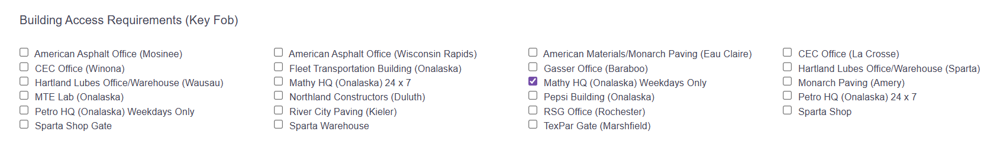 Building Access Requirements (Key Fob)
American Asphalt Office (Mosinee) American Asphalt Office (Wisconsin Rapids) American Materials/Monarch Paving (Eau Claire) CEC Office (La Crosse)
CEC Office (Winona) Fleet Transportation Building (Onalaska) Gasser Office (Baraboo) Hartland Lubes Office/Warehouse (Sparta)
Hartland Lubes Office/Warehouse (Wausau) Mathy HQ (Onalaska) 24 x 7 Mathy HQ (Onalaska) Weekdays Only Monarch Paving (Amery)
MTE Lab (Onalaska) Northland Constructors (Duluth) Pepsi Building (Onalaska) Petro HQ (Onalaska) 24 x 7
Petro HQ (Onalaska) Weekdays Only River City Paving (Kieler) RSG Office (Rochester) Sparta Shop
Sparta Shop Gate Sparta Warehouse TexPar Gate (Marshfield)